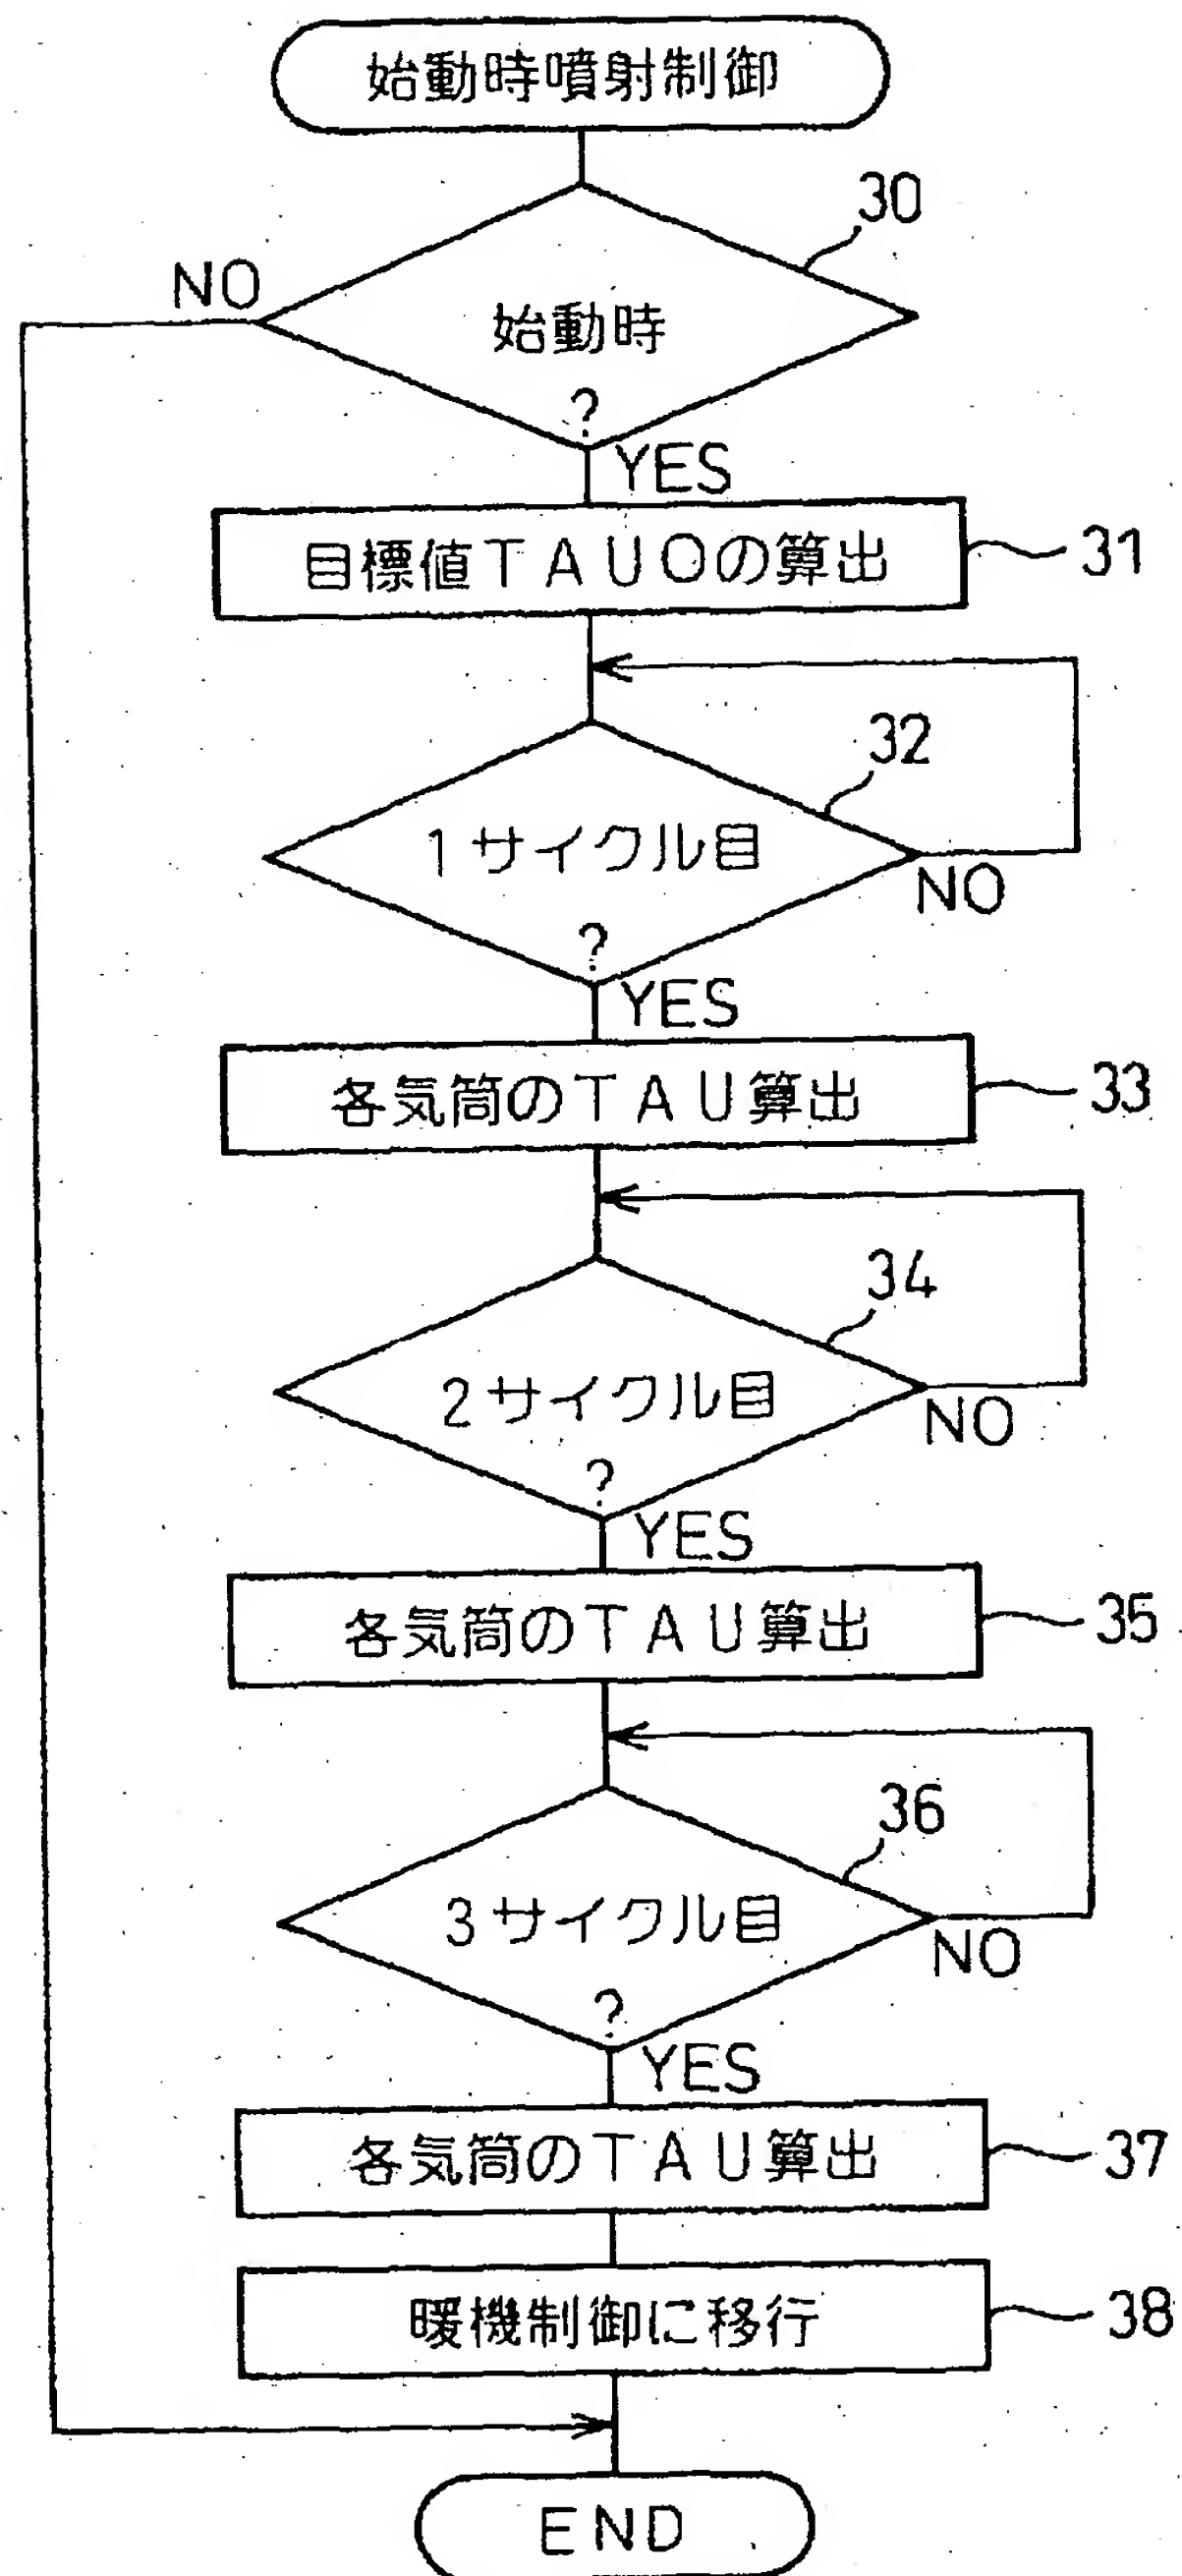 始動時噴射制御
30
NO
始動時
?
YES
目標値TAUOの算出
31
32
1サイクル目
NO
?
YES
各気筒のTAU算出
33
34
2サイクル目
NO
?
YES
各気筒のTAU算出
35
36
3サイクル目
NO
?
YES
各気筒のTAU算出
37
暖機制御に移行
38
END